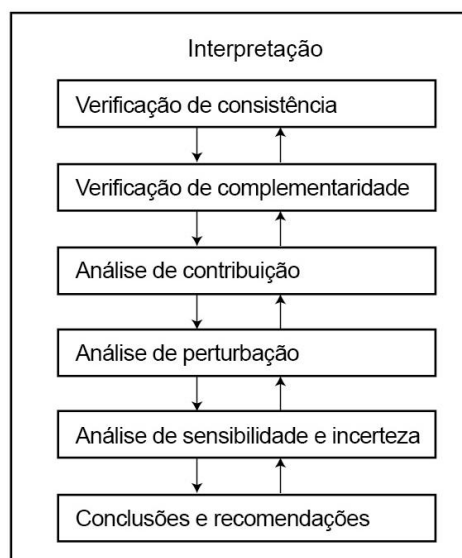 Interpretação
Verificação de consistência
Verificação de complementaridade
Análise de contribuição
Análise de perturbação
Análise de sensibilidade e incerteza
Conclusões e recomendações